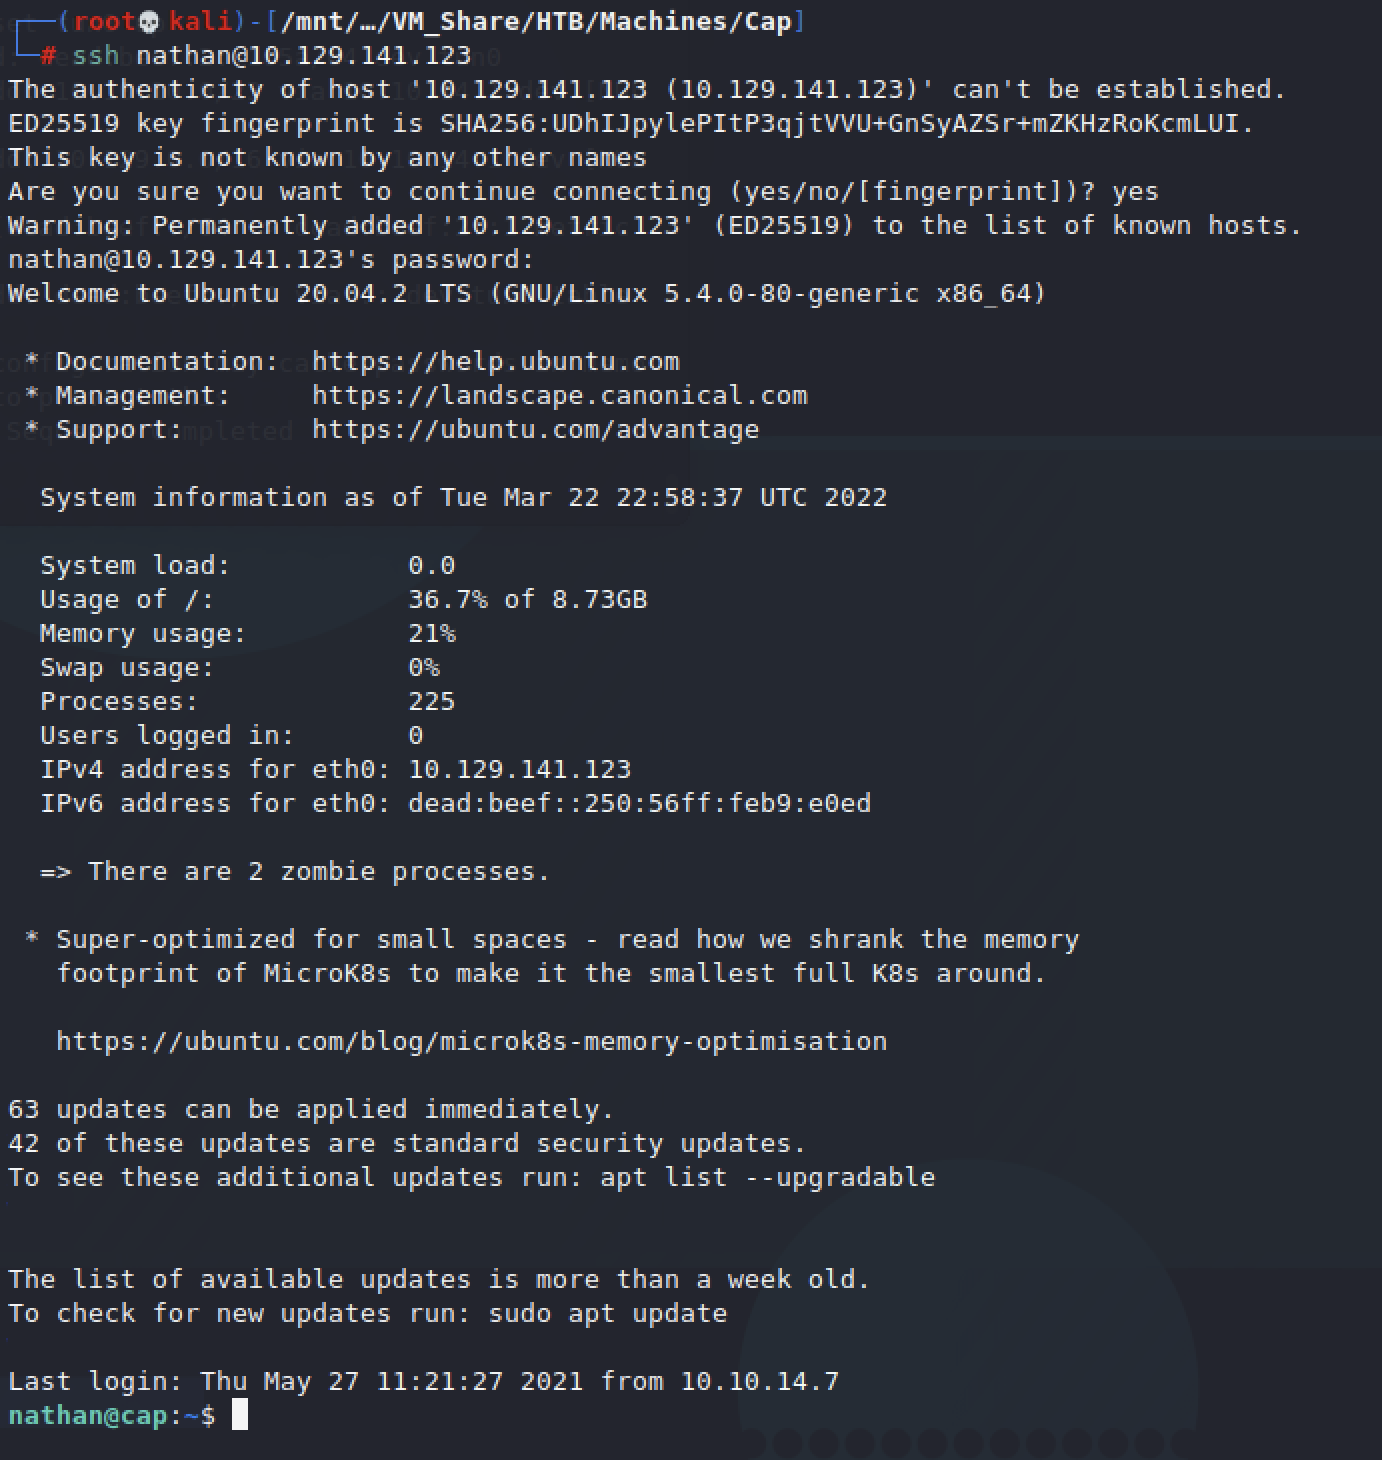 (root💀kali)-[/mnt/…/VM_Share/HTB/Machines/Cap]
# ssh nathan@10.129.141.123
The authenticity of host '10.129.141.123 (10.129.141.123)' can't be established.
ED25519 key fingerprint is SHA256:UDhIJpylePItP3qjtVVU+GnSyAZSr+mZKHzRoKcmLUI.
This key is not known by any other names
Are you sure you want to continue connecting (yes/no/[fingerprint])? yes
Warning: Permanently added '10.129.141.123' (ED25519) to the list of known hosts.
nathan@10.129.141.123's password:
Welcome to Ubuntu 20.04.2 LTS (GNU/Linux 5.4.0-80-generic x86_64)

 * Documentation:  https://help.ubuntu.com
 * Management:     https://landscape.canonical.com
 * Support:        https://ubuntu.com/advantage

  System information as of Tue Mar 22 22:58:37 UTC 2022

  System load:           0.0
  Usage of /:            36.7% of 8.73GB
  Memory usage:          21%
  Swap usage:            0%
  Processes:             225
  Users logged in:       0
  IPv4 address for eth0: 10.129.141.123
  IPv6 address for eth0: dead:beef::250:56ff:feb9:e0ed

  => There are 2 zombie processes.

 * Super-optimized for small spaces - read how we shrank the memory
   footprint of MicroK8s to make it the smallest full K8s around.

   https://ubuntu.com/blog/microk8s-memory-optimisation

63 updates can be applied immediately.
42 of these updates are standard security updates.
To see these additional updates run: apt list --upgradable

The list of available updates is more than a week old.
To check for new updates run: sudo apt update

Last login: Thu May 27 11:21:27 2021 from 10.10.14.7
nathan@cap:~$